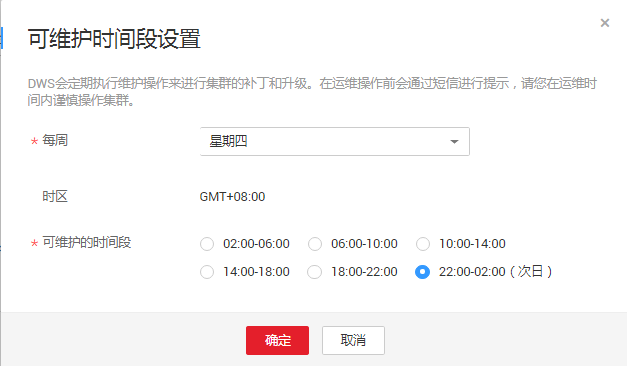 可维护时间段设置
DWS会定期执行维护操作来进行集群的补丁和升级。在运维操作前会通过短信进行提示，请您在运维时
间内谨慎操作集群。
* 每周 星期四
时区 GMT+08:00
* 可维护的时间段 02:00-06:00 06:00-10:00 10:00-14:00
14:00-18:00 18:00-22:00 22:00-02:00 ( 次日 )
确定 取消